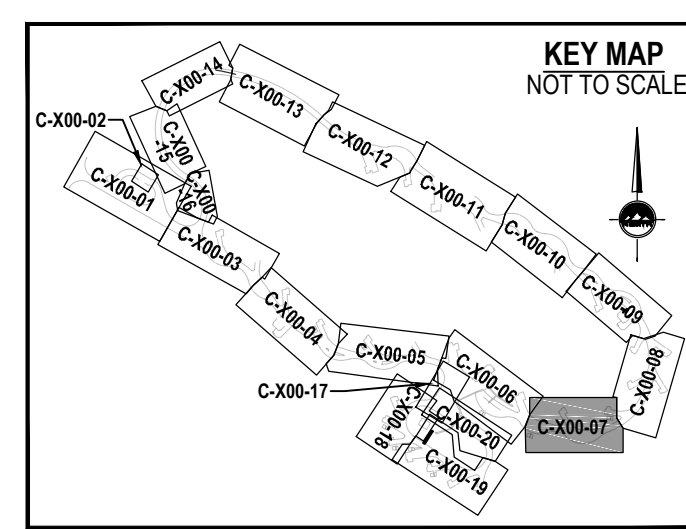 KEY MAP
NOT TO SCALE
C-X00-14
C-X00-13
C-X00-02
C-X00
-15
C-X00-12
C-X00-01
C-X00
-16
C-X00-11
C-X00-03
C-X00-10
C-X00-09
C-X00-04
C-X00-05
C-X00-06
C-X00-08
C-X00-17
C-X00-18
C-X00-20
C-X00-07
C-X00-19